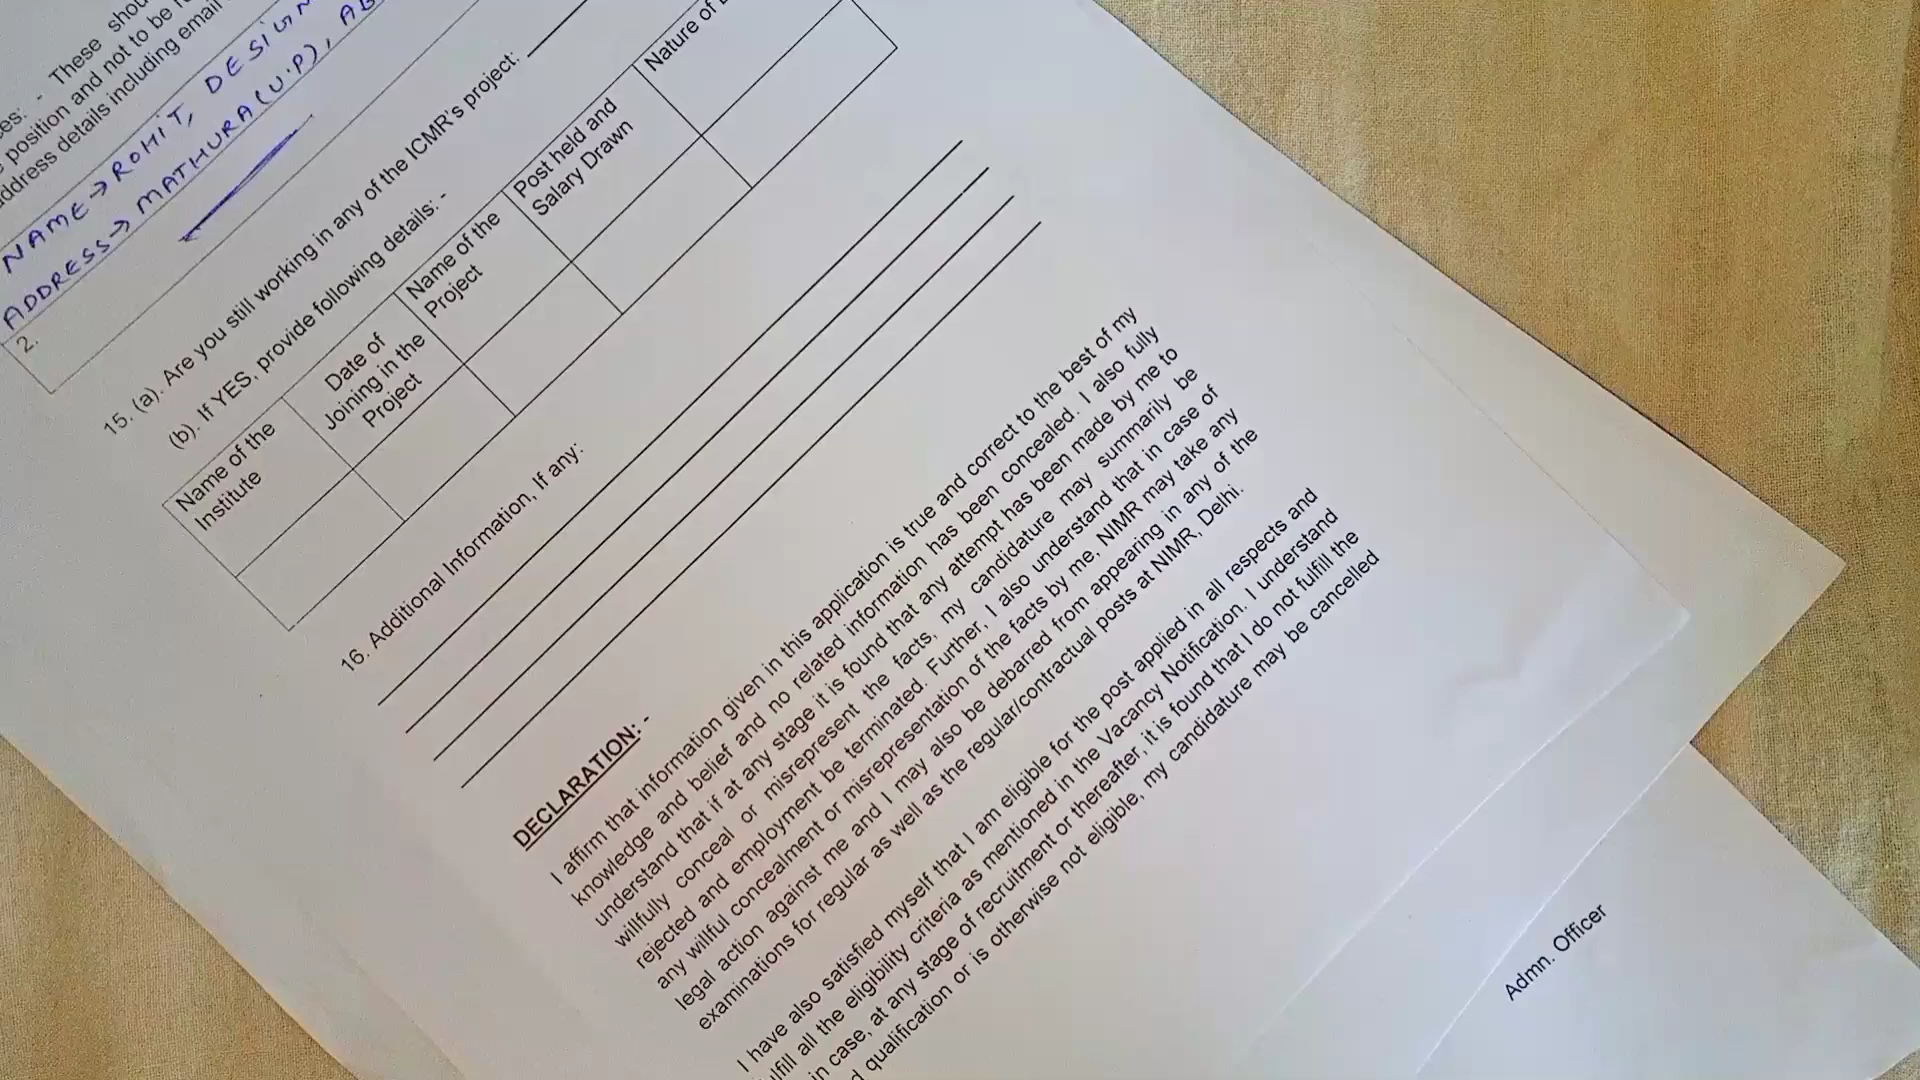 These shou
position and not to be
address details including email
NAME → ROHIT, DESIGN
ADDRESS → MATHURA (U.P),
2.
15. (a). Are you still working in any of the ICMR's project:
(b). If YES, provide following details: -
Name of the Institute
Date of Joining in the Project
Name of the Project
Post held and Salary Drawn
Nature of
16. Additional Information, If any:
DECLARATION: -
I affirm that information given in this application is true and correct to the best of my
knowledge and belief and no related information has been concealed. I also fully
understand that if at any stage it is found that any attempt has been made by me to
willfully conceal or misrepresent the facts, my candidature may summarily be
rejected and employment be terminated. Further, I also understand that in case of
any willful concealment or misrepresentation of the facts by me, NIMR may take any
legal action against me and I may also be debarred from appearing in any of the
examinations for regular as well as the regular/contractual posts at NIMR, Delhi.
I have also satisfied myself that I am eligible for the post applied in all respects and
ulfill all the eligibility criteria as mentioned in the Vacancy Notification. I understand
in case, at any stage of recruitment or thereafter, it is found that I do not fulfill the
d qualification or is otherwise not eligible, my candidature may be cancelled
Admn. Officer